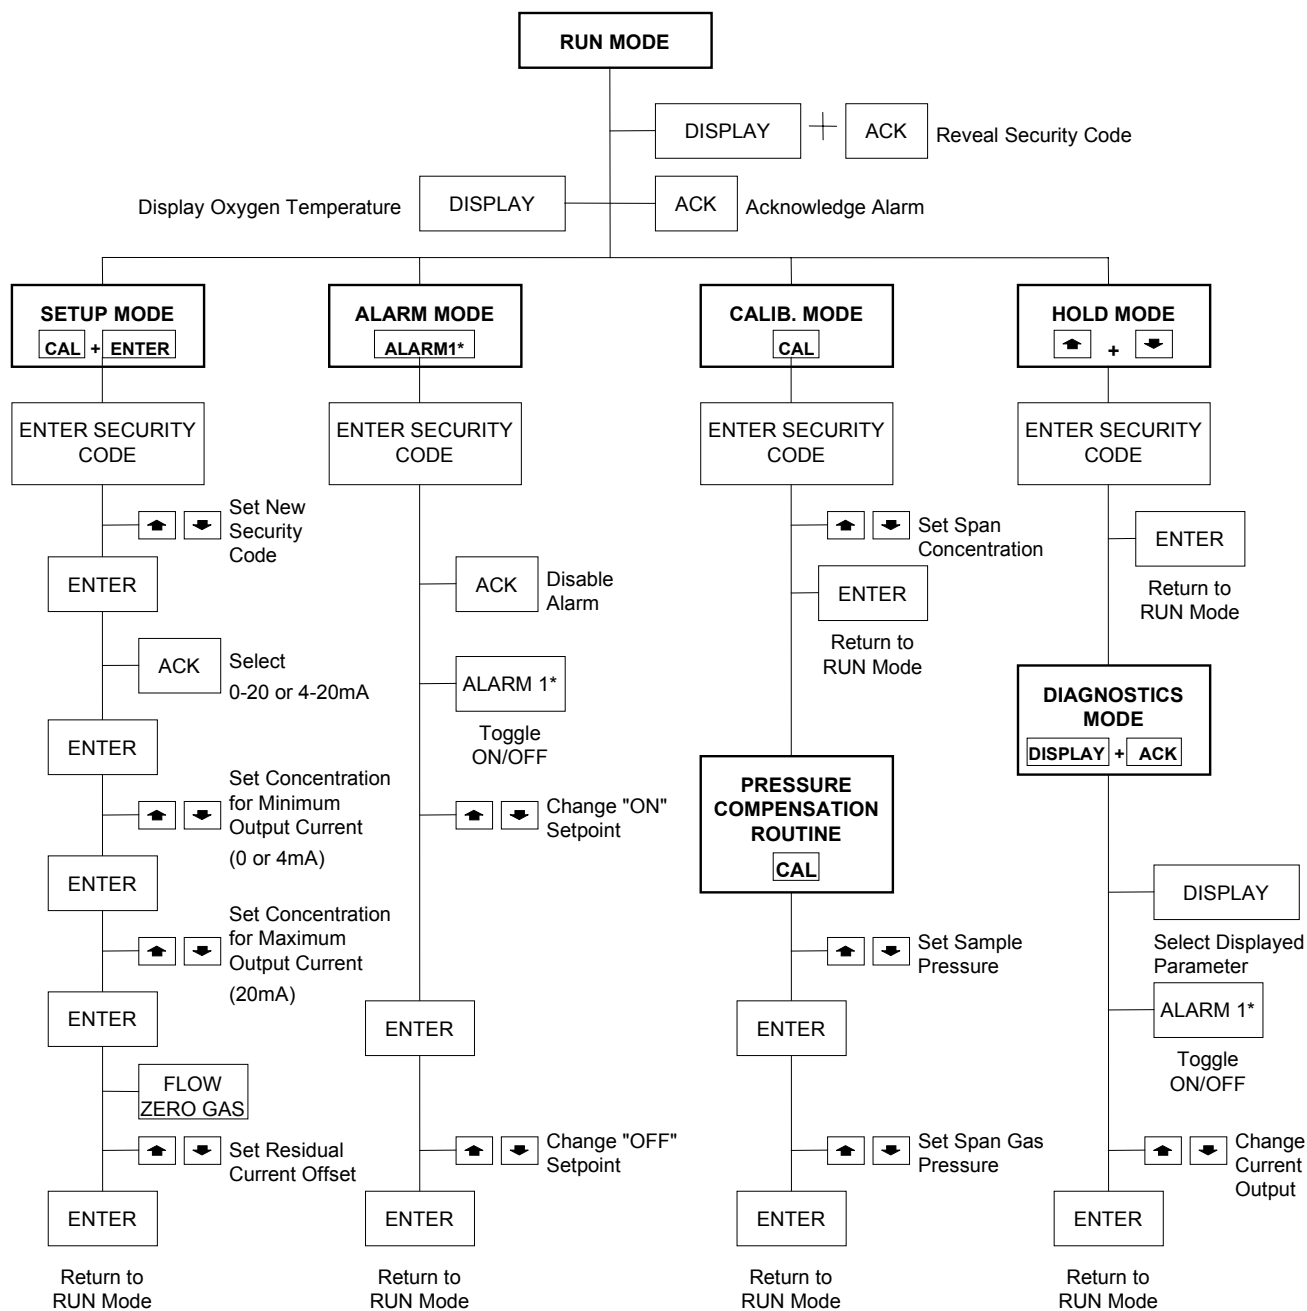 RUN MODE
DISPLAY
ACK
Reveal Security Code
Display Oxygen Temperature
DISPLAY
ACK
Acknowledge Alarm
SETUP MODE
CAL + ENTER
ENTER SECURITY
CODE
Set New
Security
Code
ENTER
ACK
Select
0-20 or 4-20mA
ENTER
Set Concentration
for Minimum
Output Current
(0 or 4mA)
ENTER
Set Concentration
for Maximum
Output Current
(20mA)
ENTER
FLOW
ZERO GAS
Set Residual
Current Offset
ENTER
Return to
RUN Mode
ALARM MODE
ALARM1*
ENTER SECURITY
CODE
ACK
Disable
Alarm
ALARM 1*
Toggle
ON/OFF
Change "ON"
Setpoint
ENTER
Change "OFF"
Setpoint
ENTER
Return to
RUN Mode
CALIB. MODE
CAL
ENTER SECURITY
CODE
Set Span
Concentration
ENTER
Return to
RUN Mode
PRESSURE
COMPENSATION
ROUTINE
CAL
Set Sample
Pressure
ENTER
Set Span Gas
Pressure
ENTER
Return to
RUN Mode
HOLD MODE
+
ENTER SECURITY
CODE
ENTER
Return to
RUN Mode
DIAGNOSTICS
MODE
DISPLAY + ACK
DISPLAY
Select Displayed
Parameter
ALARM 1*
Toggle
ON/OFF
Change
Current
Output
ENTER
Return to
RUN Mode